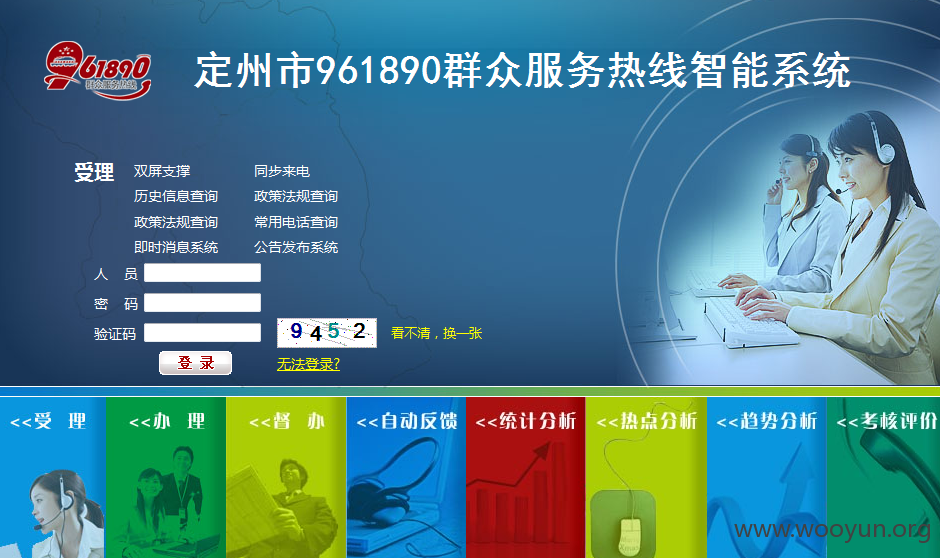 961890
群众服务热线
定州市961890群众服务热线智能系统
受理 双屏支撑 同步来电
历史信息查询 政策法规查询
政策法规查询 常用电话查询
即时消息系统 公告发布系统
人 员
密 码
验证码 9452 看不清，换一张
登 录 无法登录?
<<受 理 <<办 理 <<督 办 <<自动反馈 <<统计分析 <<热点分析 <<趋势分析 <<考核评价
www.wooyun.org